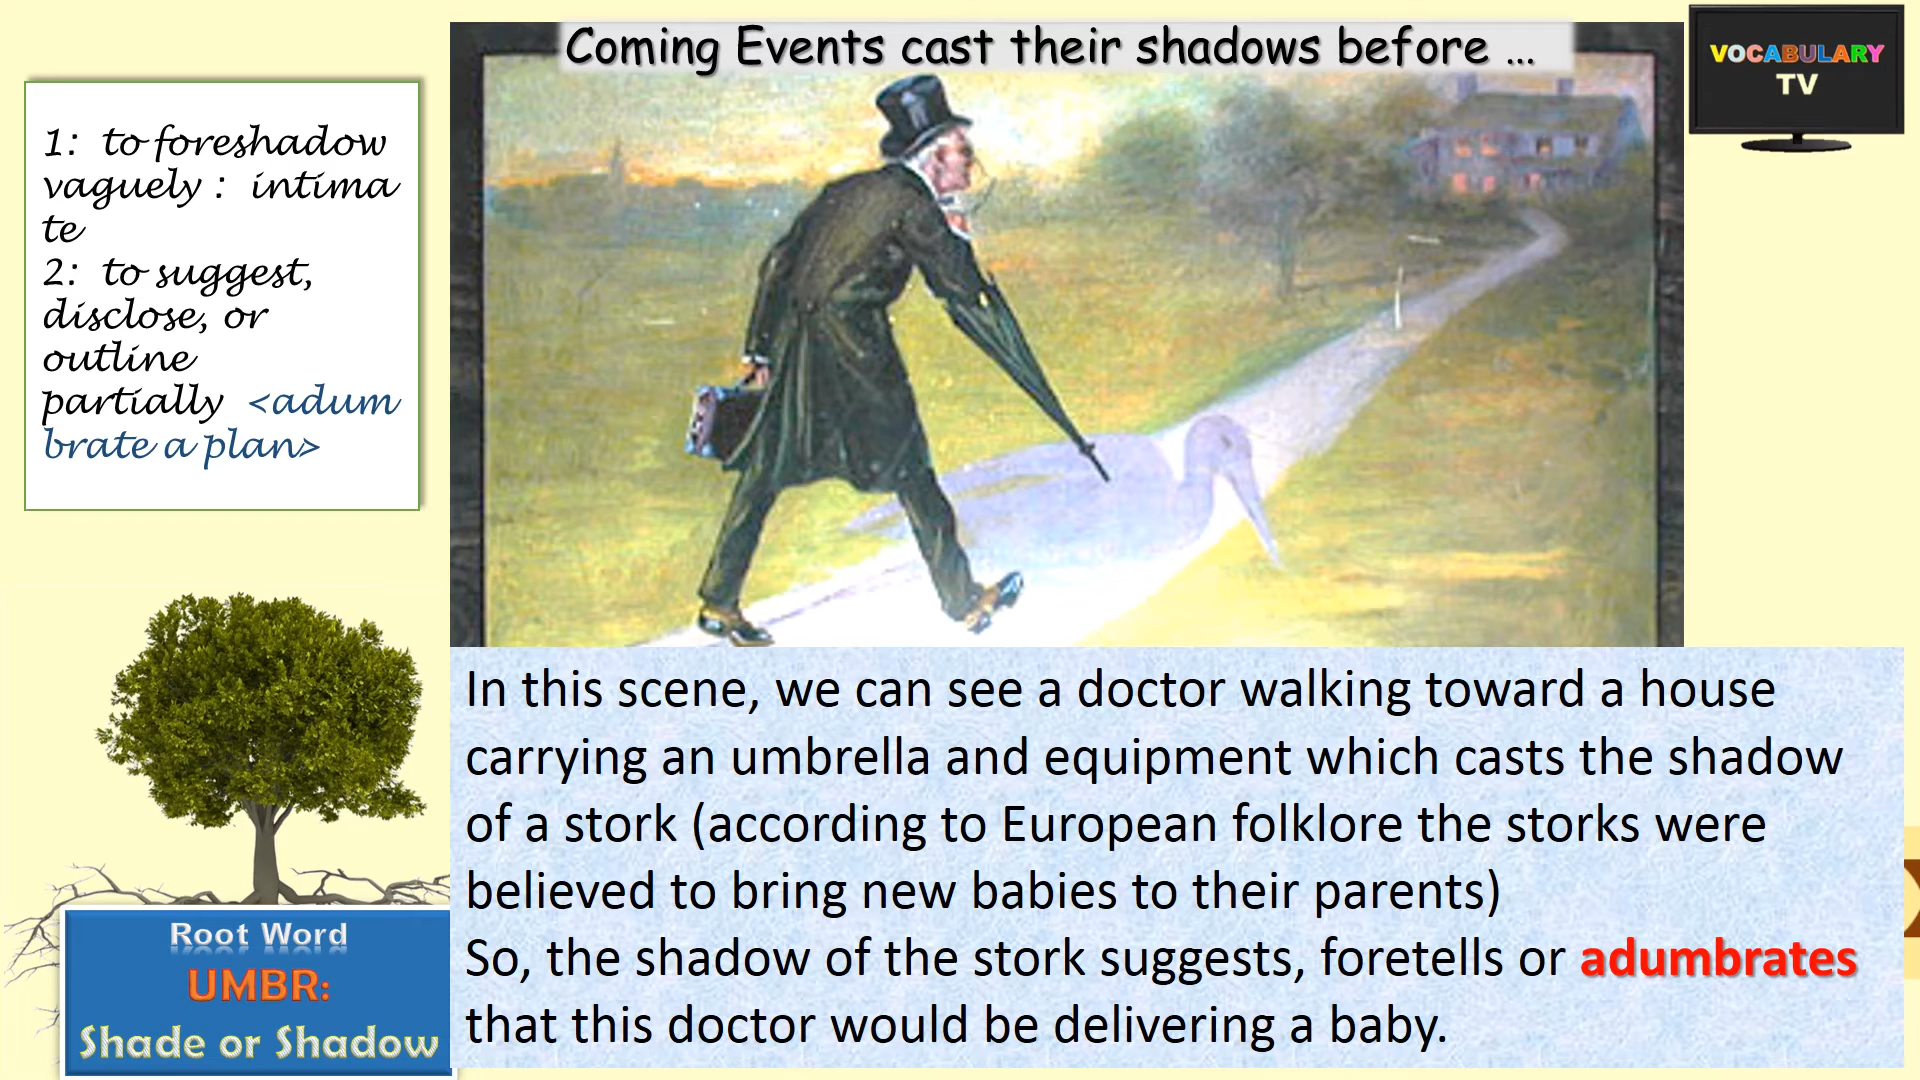 Coming Events cast their shadows before ...
VOCABULARY
TV
1: to foreshadow
vaguely : intima
te
2: to suggest,
disclose, or
outline
partially <adum
brate a plan>
In this scene, we can see a doctor walking toward a house
carrying an umbrella and equipment which casts the shadow
of a stork (according to European folklore the storks were
believed to bring new babies to their parents)
So, the shadow of the stork suggests, foretells or adumbrates
that this doctor would be delivering a baby.
Root Word
UMBR:
Shade or Shadow